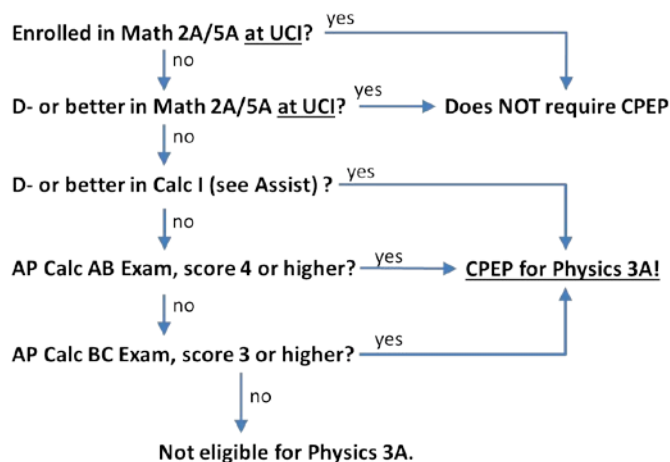 Enrolled in Math 2A/5A at UCI?
yes
no
D- or better in Math 2A/5A at UCI?
yes
Does NOT require CPEP
no
D- or better in Calc I (see Assist) ?
yes
no
AP Calc AB Exam, score 4 or higher?
yes
CPEP for Physics 3A!
no
AP Calc BC Exam, score 3 or higher?
yes
no
Not eligible for Physics 3A.